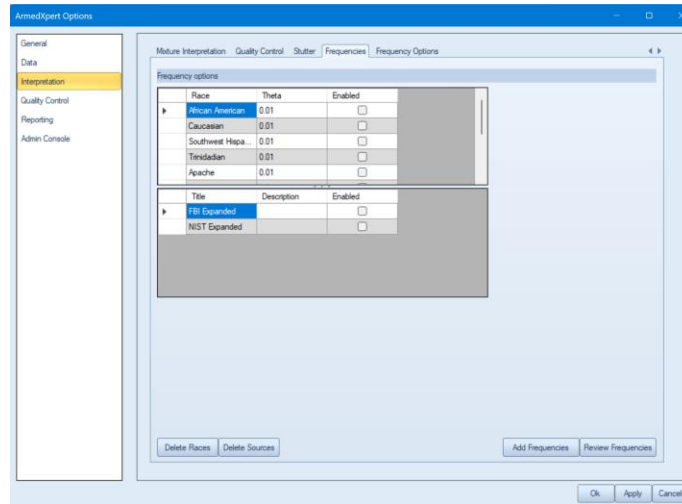 ArmedXpert Options
General
Data
Interpretation
Quality Control
Reporting
Admin Console
Mixture Interpretation Quality Control Stutter Frequencies Frequency Options
Frequency options
Race Theta Enabled
African American 0.01
Caucasian 0.01
Southwest Hispa... 0.01
Trinidadian 0.01
Apache 0.01
Title Description Enabled
FBI Expanded
NIST Expanded
Delete Races Delete Sources Add Frequencies Review Frequencies
Ok Apply Cancel